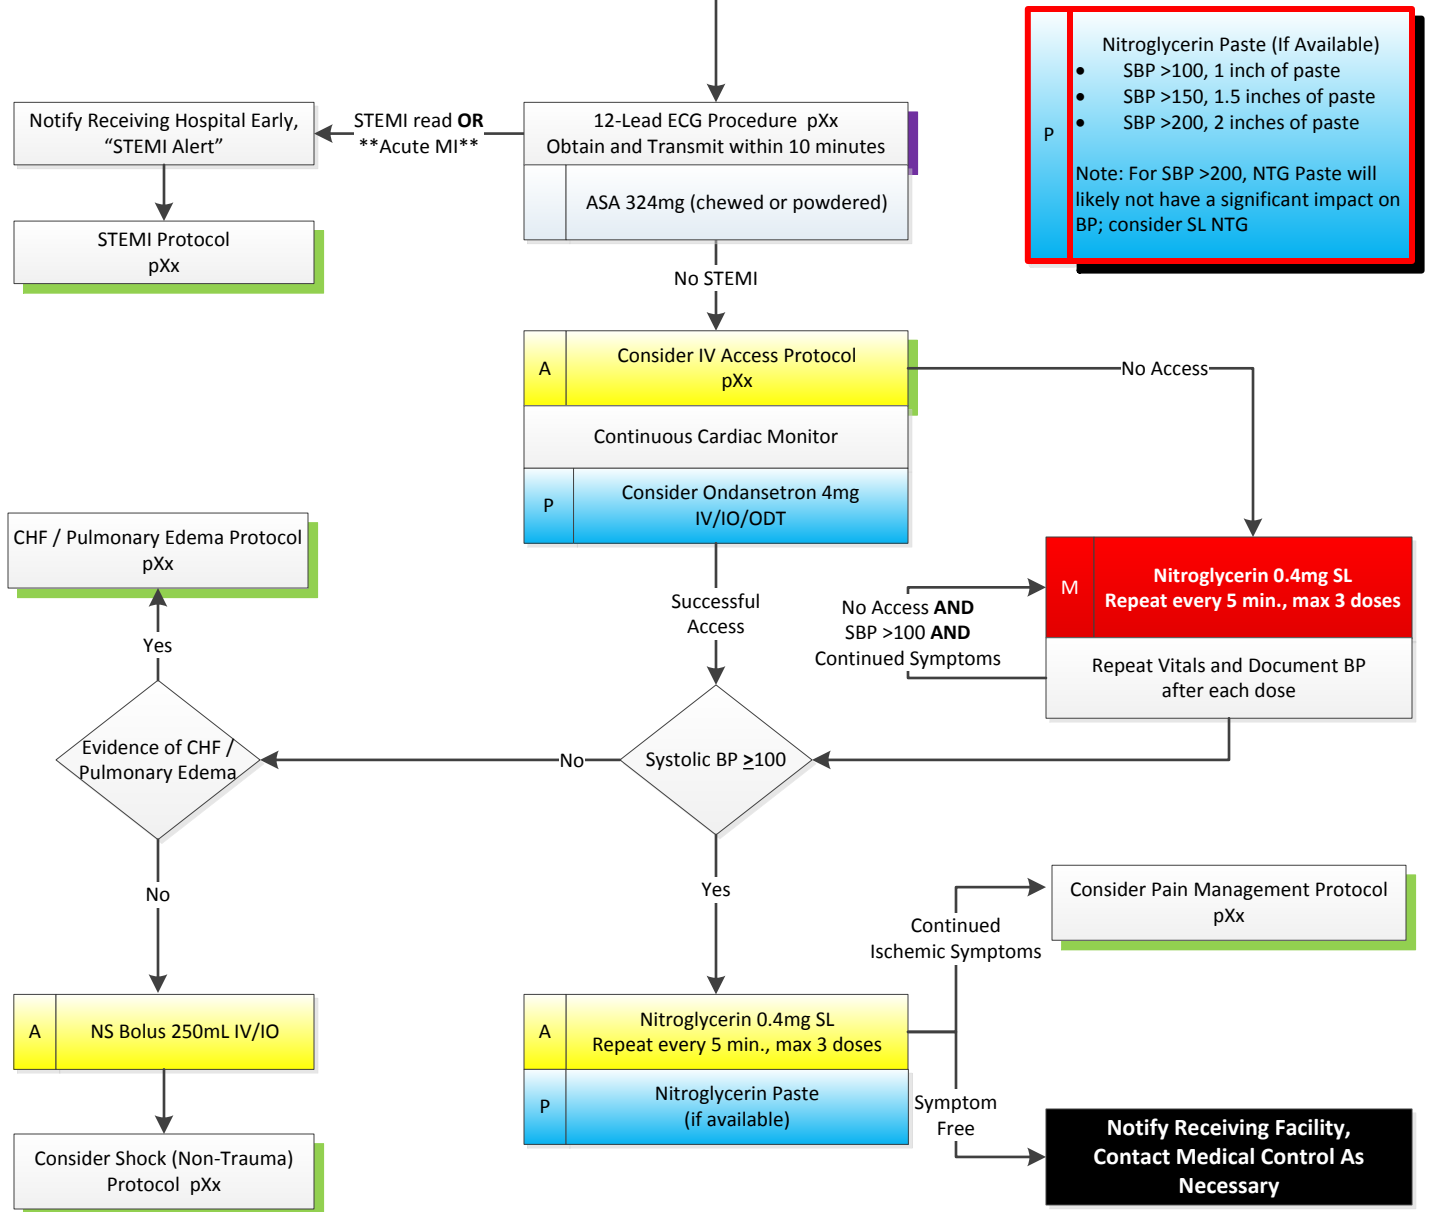 Nitroglycerin Paste (If Available)
• SBP >100, 1 inch of paste
• SBP >150, 1.5 inches of paste
• SBP >200, 2 inches of paste
P
Note: For SBP >200, NTG Paste will
likely not have a significant impact on
BP; consider SL NTG
12-Lead ECG Procedure pXx
Obtain and Transmit within 10 minutes
ASA 324mg (chewed or powdered)
STEMI read OR
**Acute MI**
Notify Receiving Hospital Early,
“STEMI Alert”
STEMI Protocol
pXx
No STEMI
A
Consider IV Access Protocol
pXx
Continuous Cardiac Monitor
P
Consider Ondansetron 4mg
IV/IO/ODT
No Access
M
Nitroglycerin 0.4mg SL
Repeat every 5 min., max 3 doses
Repeat Vitals and Document BP
after each dose
No Access AND
SBP >100 AND
Continued Symptoms
Successful
Access
Systolic BP ≥100
No
Evidence of CHF /
Pulmonary Edema
Yes
CHF / Pulmonary Edema Protocol
pXx
No
A
NS Bolus 250mL IV/IO
Consider Shock (Non-Trauma)
Protocol pXx
Yes
A
Nitroglycerin 0.4mg SL
Repeat every 5 min., max 3 doses
P
Nitroglycerin Paste
(if available)
Continued
Ischemic Symptoms
Consider Pain Management Protocol
pXx
Symptom
Free
Notify Receiving Facility,
Contact Medical Control As
Necessary